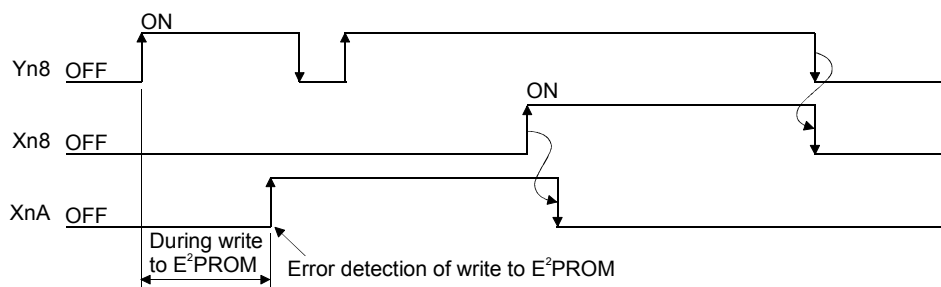 ON
Yn8 OFF
ON
Xn8 OFF
XnA OFF
During write
to E²PROM
Error detection of write to E²PROM